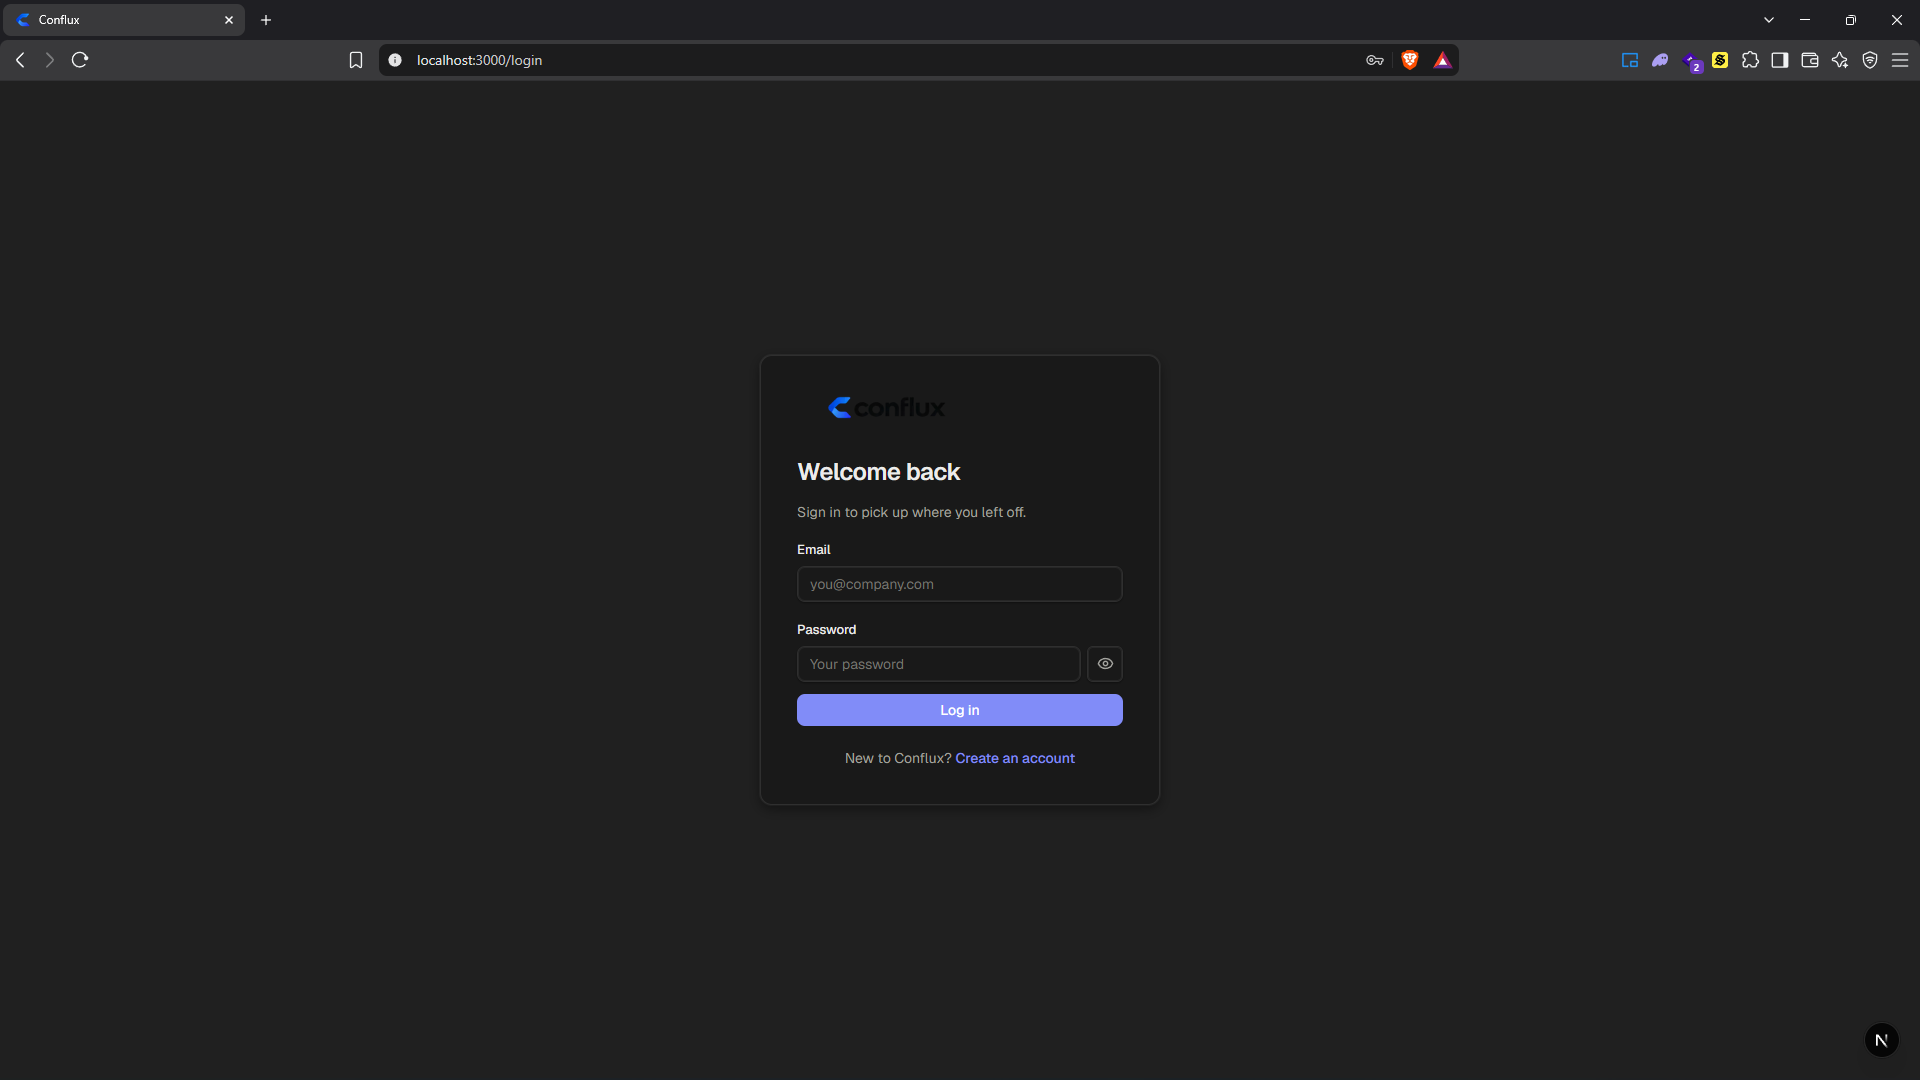 Conflux
localhost:3000/login
2
conflux
Welcome back
Sign in to pick up where you left off.
Email
you@company.com
Password
Your password
Log in
New to Conflux? Create an account
N